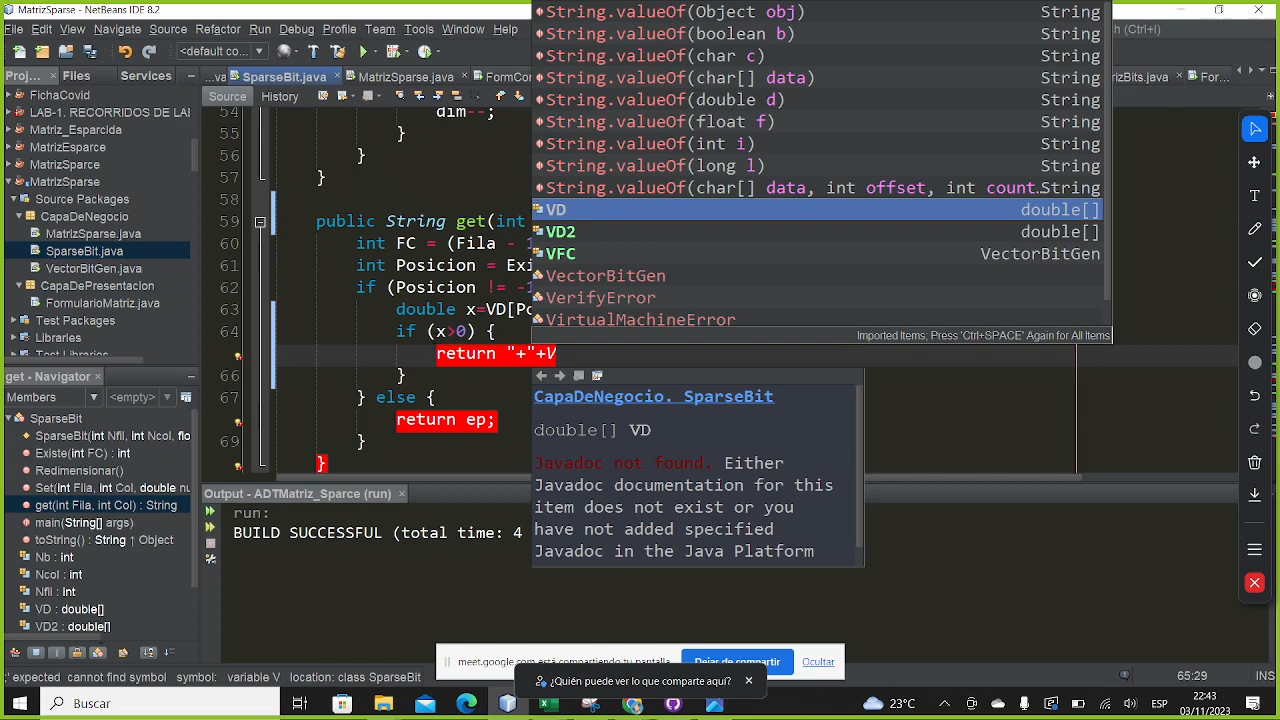 MatrizSparse - NetBeans IDE 8.2
File Edit View Navigate Source Refactor Run Debug Profile Team Tools Window
<default co...
Proj... Files Services
...va SparseBit.java MatrizSparse.java
Source History
FichaCovid
LAB-1. RECORRIDOS DE LA
Matriz_Esparcida
MatrizEsparce
MatrizSparce
MatrizSparse
Source Packages
CapaDeNegocio
MatrizSparse.java
SparseBit.java
VectorBitGen.java
CapaDePresentacion
FormularioMatriz.java
Test Packages
Libraries
get - Navigator
Members <empty>
SparseBit
SparseBit(int Nfil, int Ncol, flo
Existe(int FC) : int
Redimensionar()
Set(int Fila, int Col, double nu
get(int Fila, int Col) : String
main(String[] args)
toString() : String ↑ Object
Nb : int
Ncol : int
Nfil : int
VD : double[]
VD2 : double[]
54 dim--;
55 }
56 }
57 }
58
59 public String get(int
60 int FC = (Fila - 1
61 int Posicion = Exi
62 if (Posicion != -1
63 double x=VD[Po
64 if (x>0) {
return "+"+V
66 }
67 } else {
return ep;
69 }
}
String.valueOf(Object obj) String
String.valueOf(boolean b) String
String.valueOf(char c) String
String.valueOf(char[] data) String
String.valueOf(double d) String
String.valueOf(float f) String
String.valueOf(int i) String
String.valueOf(long l) String
String.valueOf(char[] data, int offset, int count... String
VD double[]
VD2 double[]
VFC VectorBitGen
VectorBitGen
VerifyError
VirtualMachineError
Imported Items; Press 'Ctrl+SPACE' Again for All Items
CapaDeNegocio. SparseBit
double[] VD
Javadoc not found. Either
Javadoc documentation for this
item does not exist or you
have not added specified
Javadoc in the Java Platform
Output - ADTMatriz_Sparce (run)
run:
BUILD SUCCESSFUL (total time: 4
meet.google.com está compartiendo tu pantalla. Dejar de compartir Ocultar
¿Quién puede ver lo que comparte aquí?
' expected cannot find symbol symbol: variable V location: class SparseBit 65:29 INS
Buscar 23°C ESP 22:43
03/11/2023